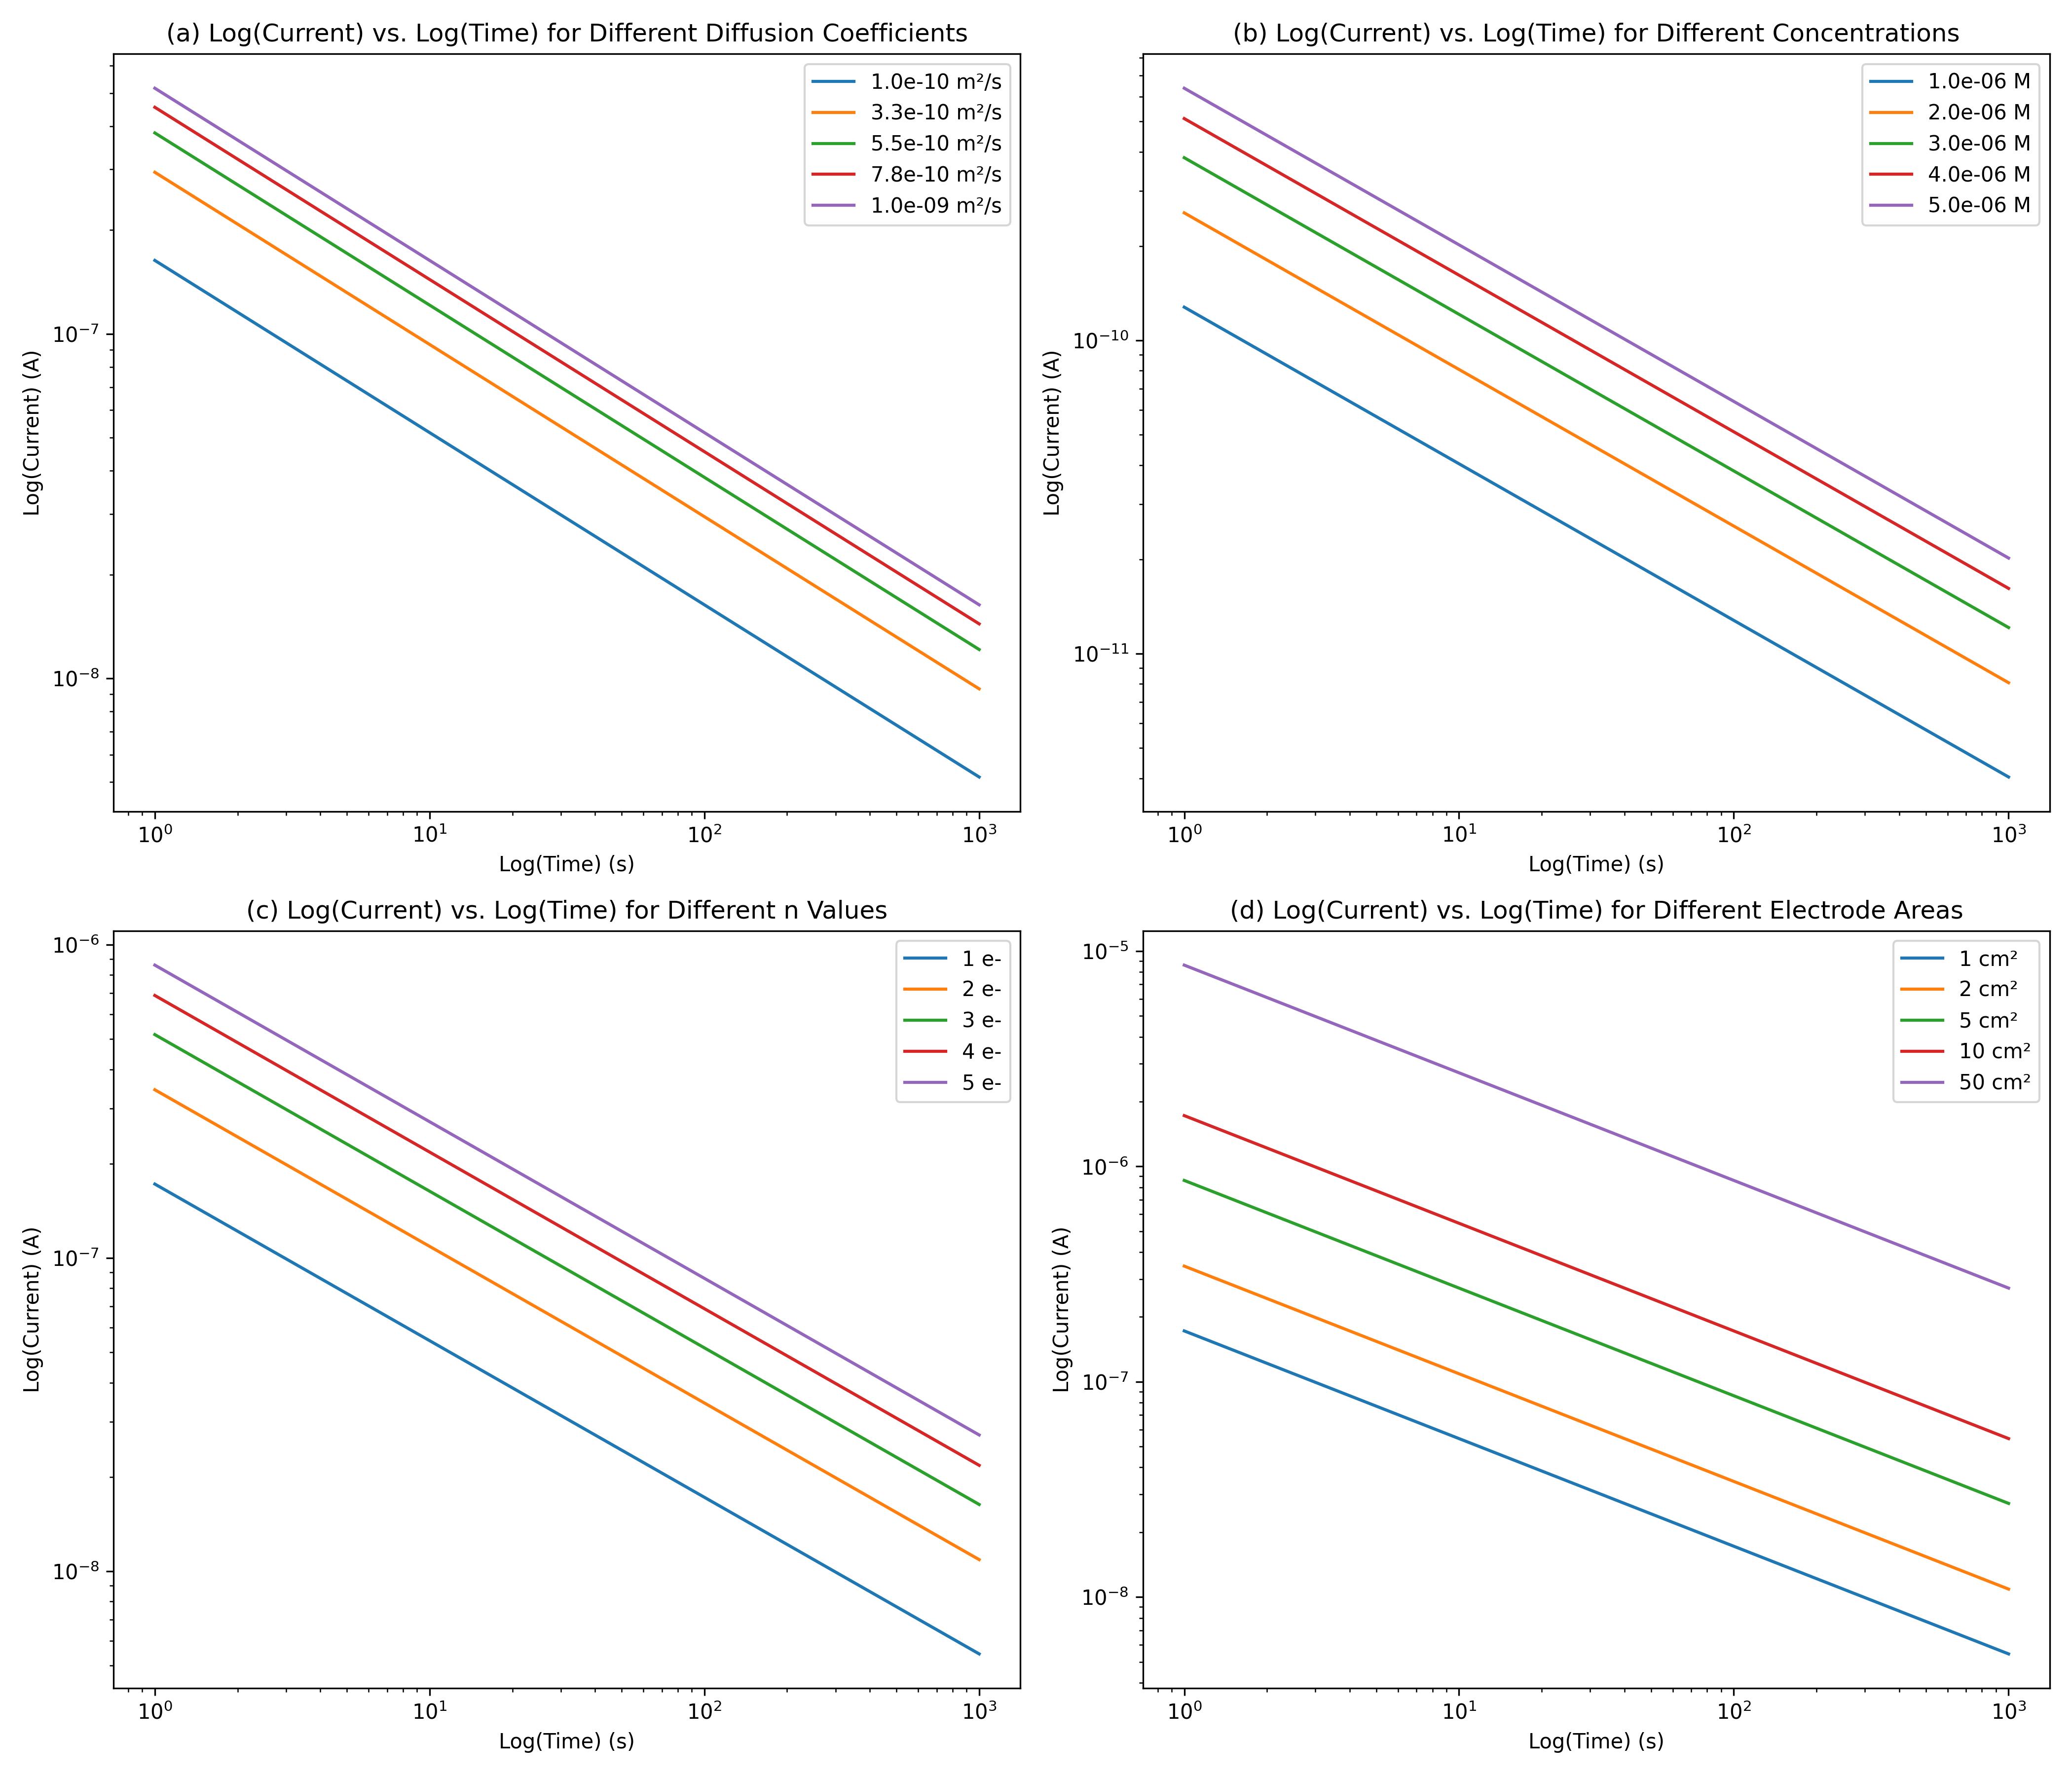 (a) Log(Current) vs. Log(Time) for Different Diffusion Coefficients
1.0e-10 m²/s
3.3e-10 m²/s
5.5e-10 m²/s
7.8e-10 m²/s
1.0e-09 m²/s
Log(Current) (A)
10⁻⁷
10⁻⁸
10⁰ 10¹ 10² 10³
Log(Time) (s)
(b) Log(Current) vs. Log(Time) for Different Concentrations
1.0e-06 M
2.0e-06 M
3.0e-06 M
4.0e-06 M
5.0e-06 M
Log(Current) (A)
10⁻¹⁰
10⁻¹¹
10⁰ 10¹ 10² 10³
Log(Time) (s)
(c) Log(Current) vs. Log(Time) for Different n Values
1 e-
2 e-
3 e-
4 e-
5 e-
Log(Current) (A)
10⁻⁶
10⁻⁷
10⁻⁸
10⁰ 10¹ 10² 10³
Log(Time) (s)
(d) Log(Current) vs. Log(Time) for Different Electrode Areas
1 cm²
2 cm²
5 cm²
10 cm²
50 cm²
Log(Current) (A)
10⁻⁵
10⁻⁶
10⁻⁷
10⁻⁸
10⁰ 10¹ 10² 10³
Log(Time) (s)